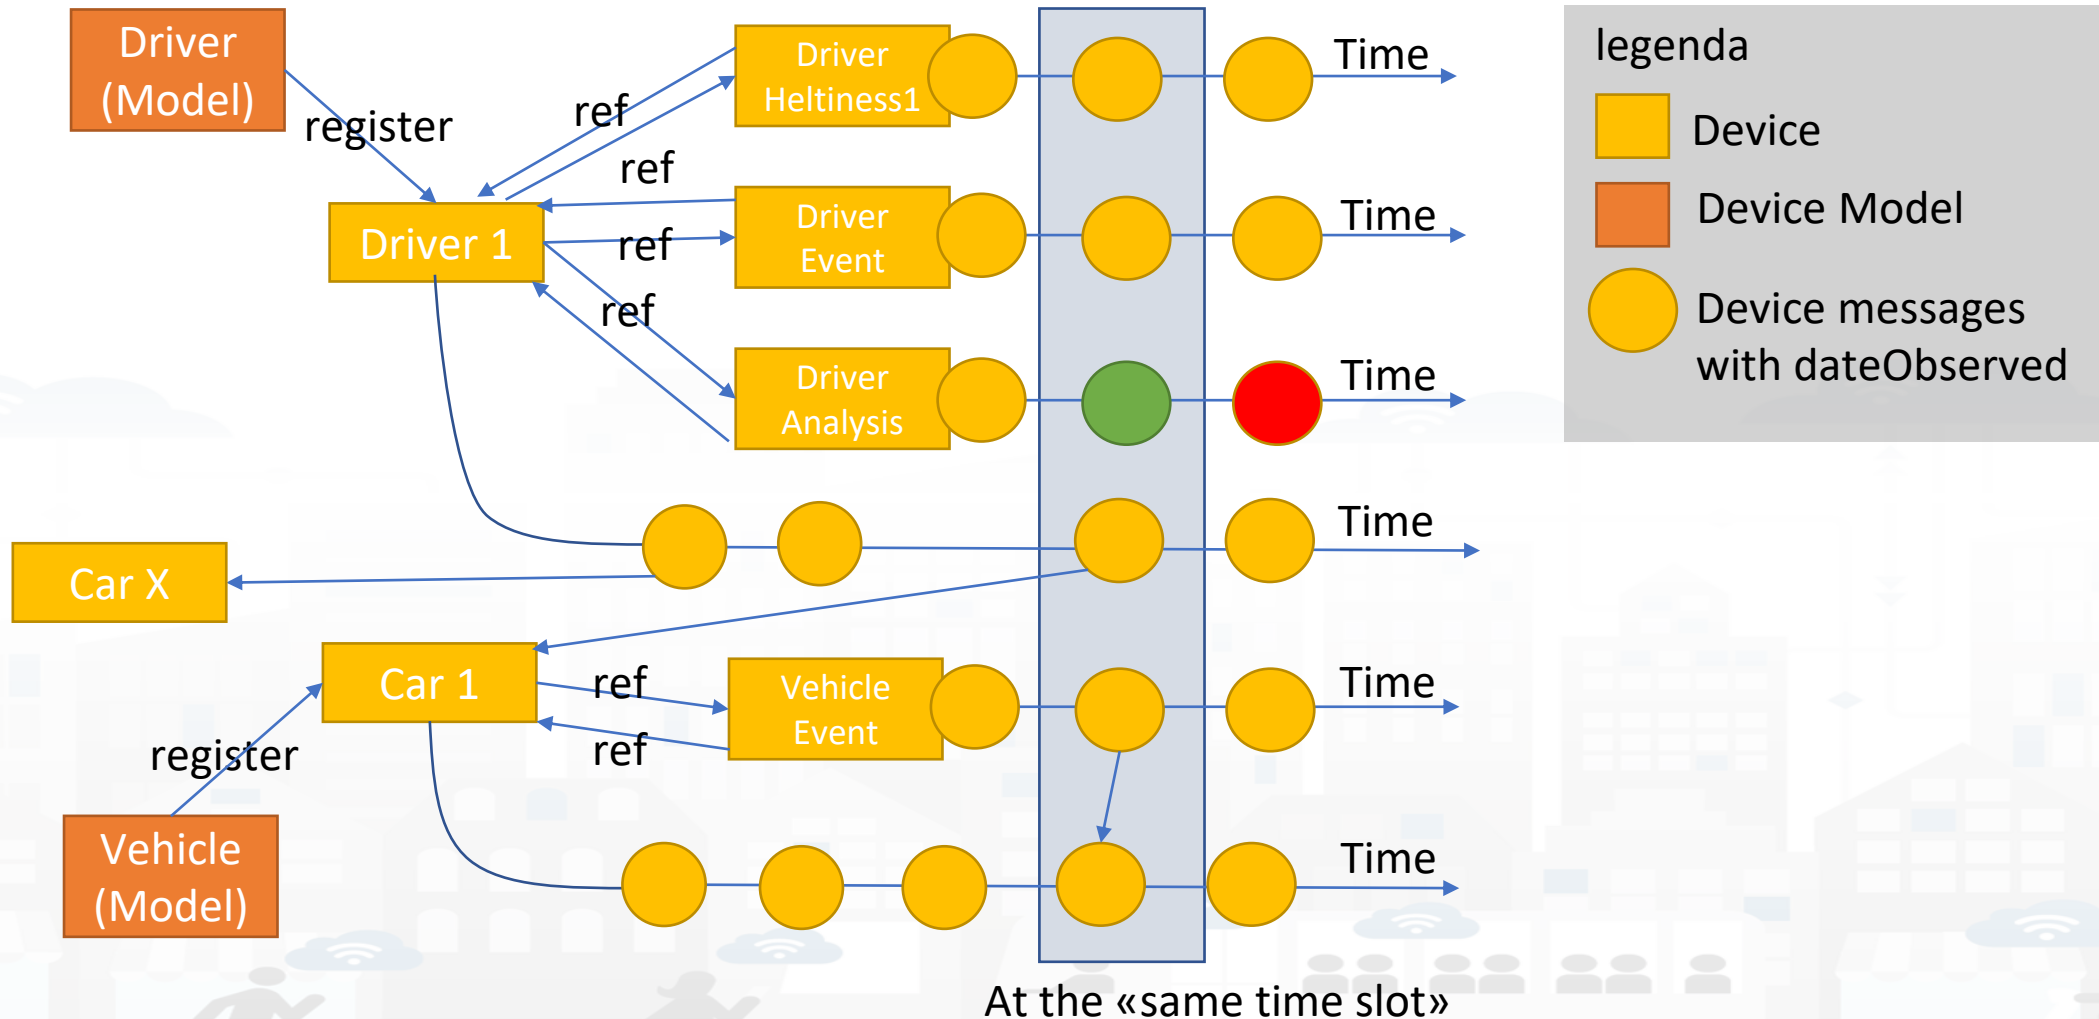 Driver
(Model)
register
ref
ref
ref
ref
Driver 1
Driver
Heltiness1
Time
Driver
Event
Time
Driver
Analysis
Time
Time
Car X
Car 1
register
Vehicle
(Model)
ref
ref
Vehicle
Event
Time
Time
At the «same time slot»
legenda
Device
Device Model
Device messages
with dateObserved